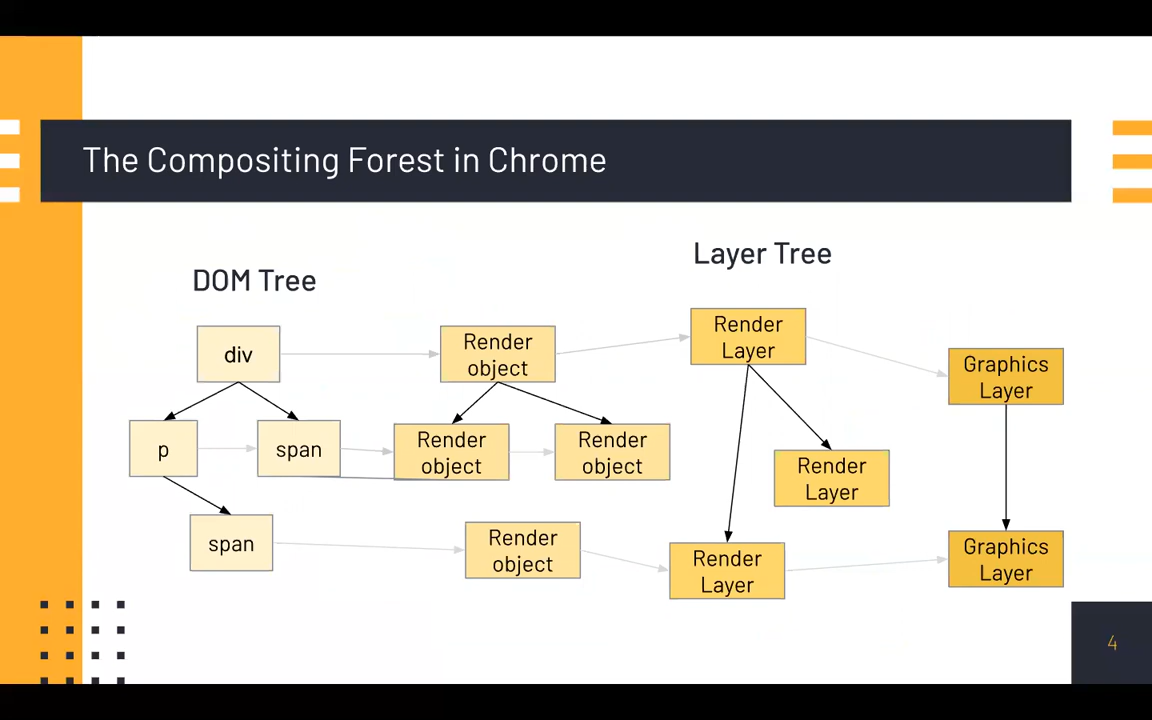 The Compositing Forest in Chrome
DOM Tree
Layer Tree
div
Render
object
Render
Layer
Graphics
Layer
p
span
Render
object
Render
object
Render
Layer
span
Render
object
Render
Layer
Graphics
Layer
4